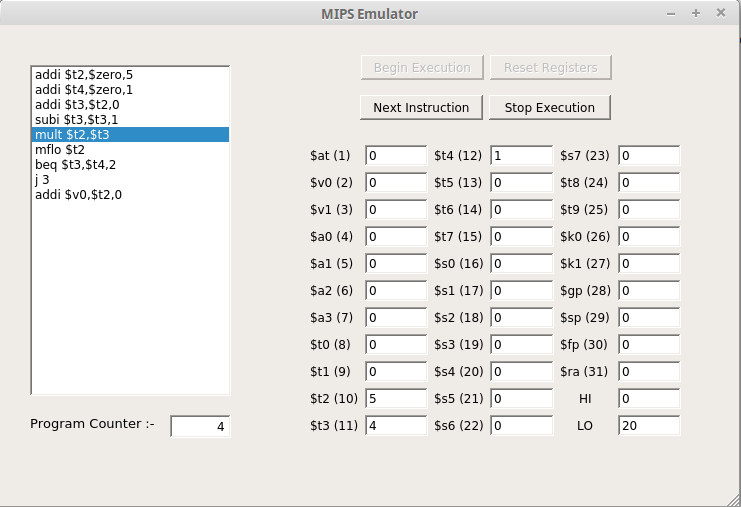 MIPS Emulator
addi $t2,$zero,5
addi $t4,$zero,1
addi $t3,$t2,0
subi $t3,$t3,1
mult $t2,$t3
mflo $t2
beq $t3,$t4,2
j 3
addi $v0,$t2,0
Program Counter :- 4
Begin Execution Reset Registers
Next Instruction Stop Execution
$at (1) 0 $t4 (12) 1 $s7 (23) 0
$v0 (2) 0 $t5 (13) 0 $t8 (24) 0
$v1 (3) 0 $t6 (14) 0 $t9 (25) 0
$a0 (4) 0 $t7 (15) 0 $k0 (26) 0
$a1 (5) 0 $s0 (16) 0 $k1 (27) 0
$a2 (6) 0 $s1 (17) 0 $gp (28) 0
$a3 (7) 0 $s2 (18) 0 $sp (29) 0
$t0 (8) 0 $s3 (19) 0 $fp (30) 0
$t1 (9) 0 $s4 (20) 0 $ra (31) 0
$t2 (10) 5 $s5 (21) 0 HI 0
$t3 (11) 4 $s6 (22) 0 LO 20